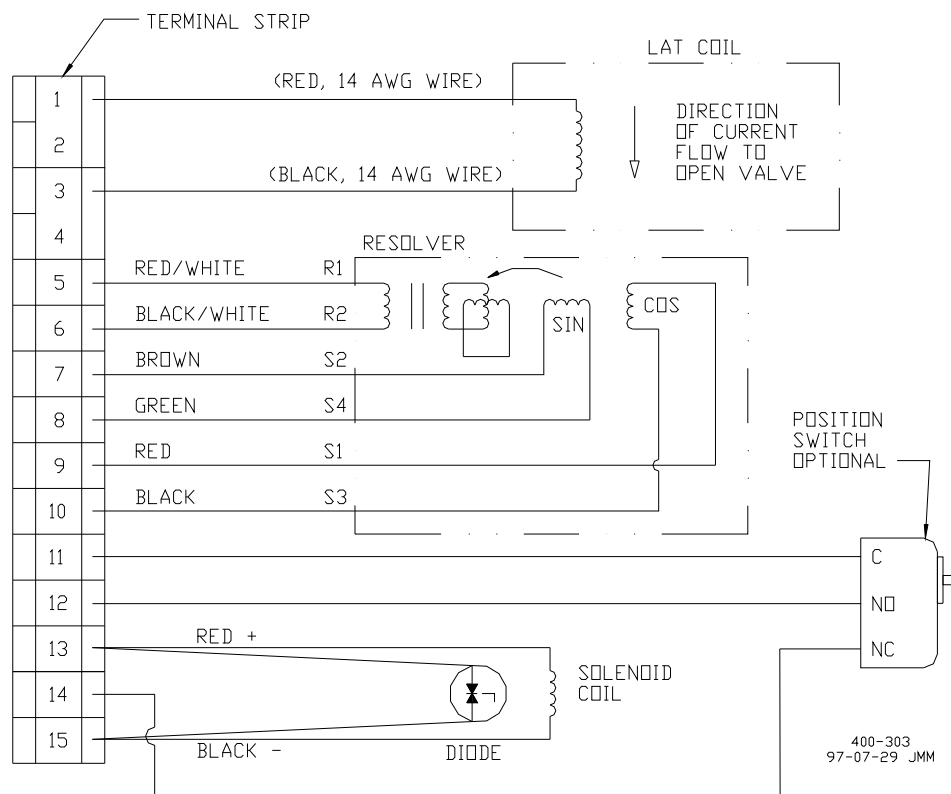 TERMINAL STRIP
LAT COIL
1
(RED, 14 AWG WIRE)
DIRECTION
OF CURRENT
FLOW TO
OPEN VALVE
2
3
(BLACK, 14 AWG WIRE)
4
RESOLVER
5
RED/WHITE R1
COS
SIN
6
BLACK/WHITE R2
7
BROWN S2
8
GREEN S4
POSITION
SWITCH
OPTIONAL
9
RED S1
10
BLACK S3
11
C
12
NO
13
RED +
NC
SOLENOID
COIL
14
15
BLACK -
DIODE
400-303
97-07-29 JMM